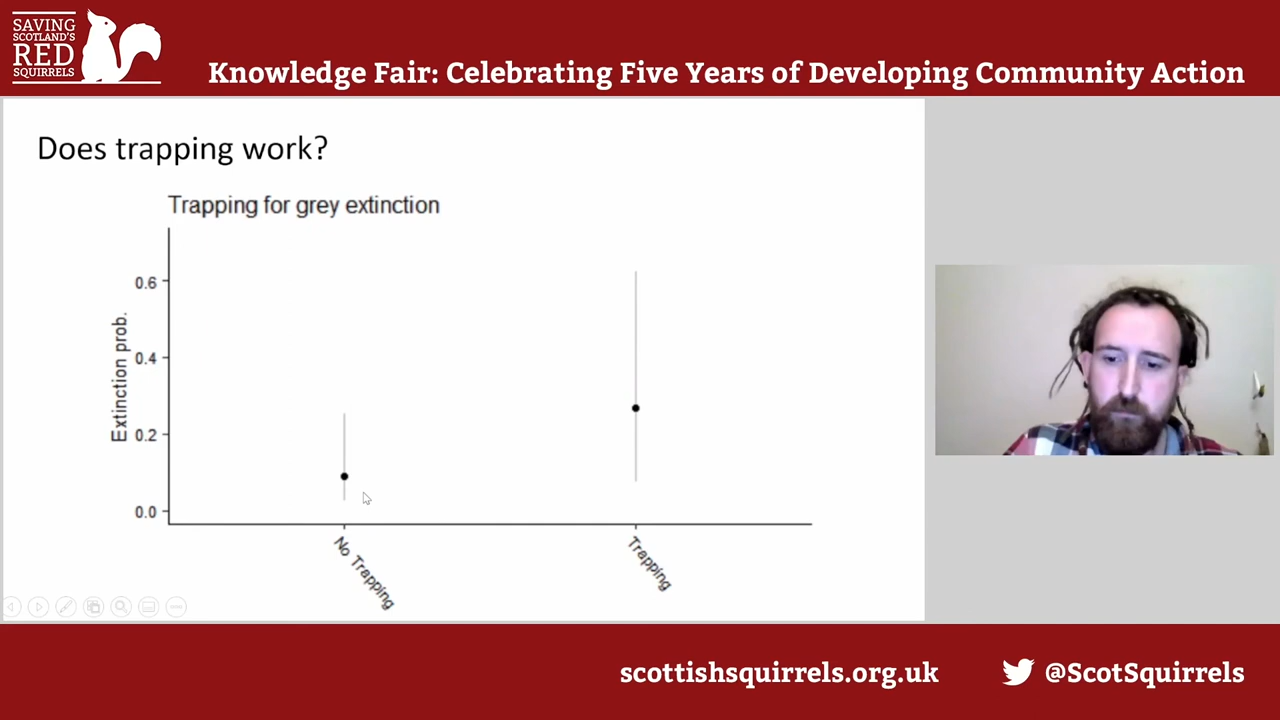 SAVING
SCOTLAND'S
RED
SQUIRRELS
Knowledge Fair: Celebrating Five Years of Developing Community Action
Does trapping work?
Trapping for grey extinction
Extinction prob.
0.6
0.4
0.2
0.0
No Trapping
Trapping
scottishsquirrels.org.uk
@ScotSquirrels